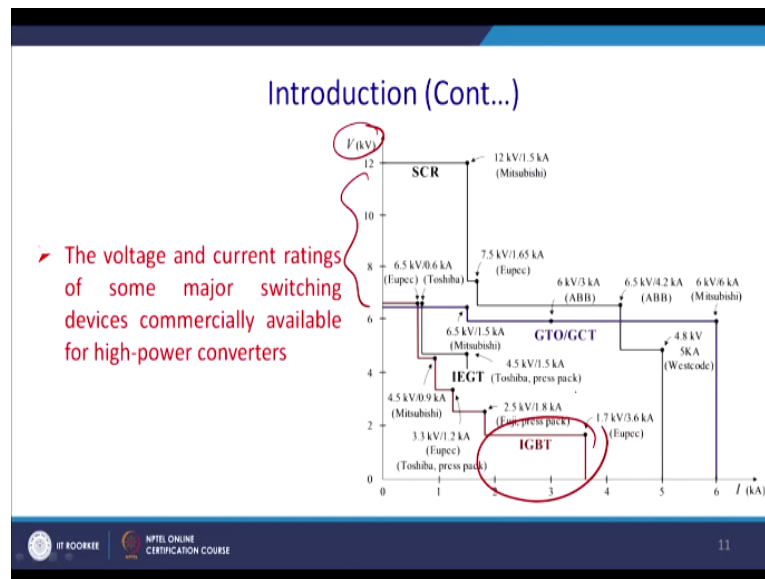 Introduction (Cont...)
➤ The voltage and current ratings
of some major switching
devices commercially available
for high-power converters
V (kV)
12
10
8
6
4
2
0
SCR
12 kV/1.5 kA
(Mitsubishi)
7.5 kV/1.65 kA
(Eupec)
6.5 kV/0.6 kA
(Eupec) (Toshiba)
6 kV/3 kA
(ABB)
6.5 kV/4.2 kA
(ABB)
6 kV/6 kA
(Mitsubishi)
GTO/GCT
6.5 kV/1.5 kA
(Mitsubishi)
4.8 kV
5KA
(Westcode)
4.5 kV/1.5 kA
IEGT (Toshiba, press pack)
4.5 kV/0.9 kA
(Mitsubishi)
2.5 kV/1.8 kA
(Fuji, press pack)
3.3 kV/1.2 kA
(Eupec)
(Toshiba, press pack)
1.7 kV/3.6 kA
(Eupec)
IGBT
0 1 2 3 4 5 6 I (kA)
IIT ROORKEE
NPTEL ONLINE
CERTIFICATION COURSE
11